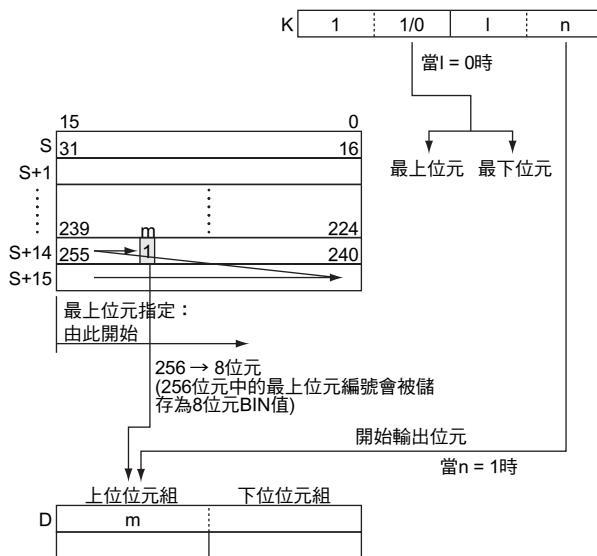 K 1 1/0 l n
當l = 0時
最上位元 最下位元
15 0
S 31 16
S+1
239 m 224
S+14 255 1 240
S+15
最上位元指定：
由此開始
256 → 8位元
(256位元中的最上位元編號會被儲
存為8位元BIN值)
開始輸出位元
當n = 1時
上位位元組 下位位元組
D m